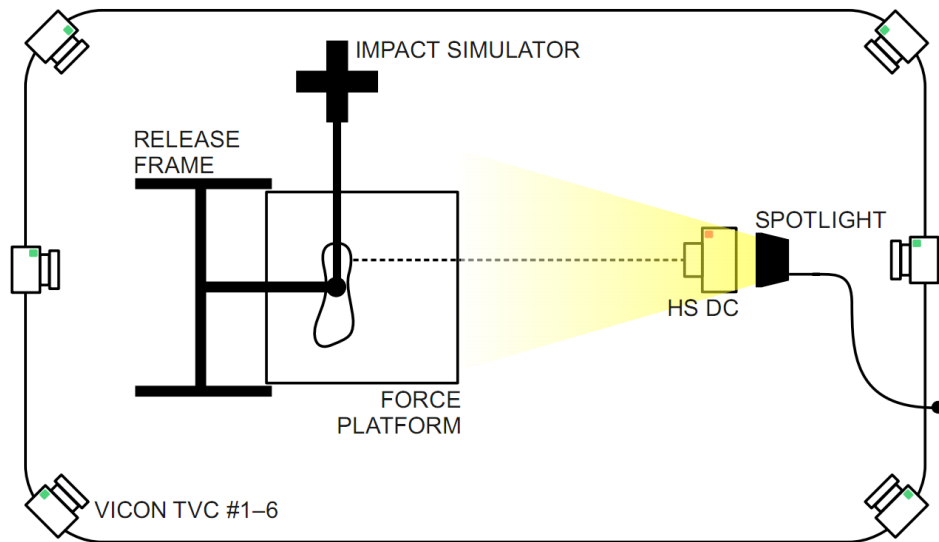 IMPACT SIMULATOR
RELEASE
FRAME
SPOTLIGHT
HS DC
FORCE
PLATFORM
VICON TVC #1–6